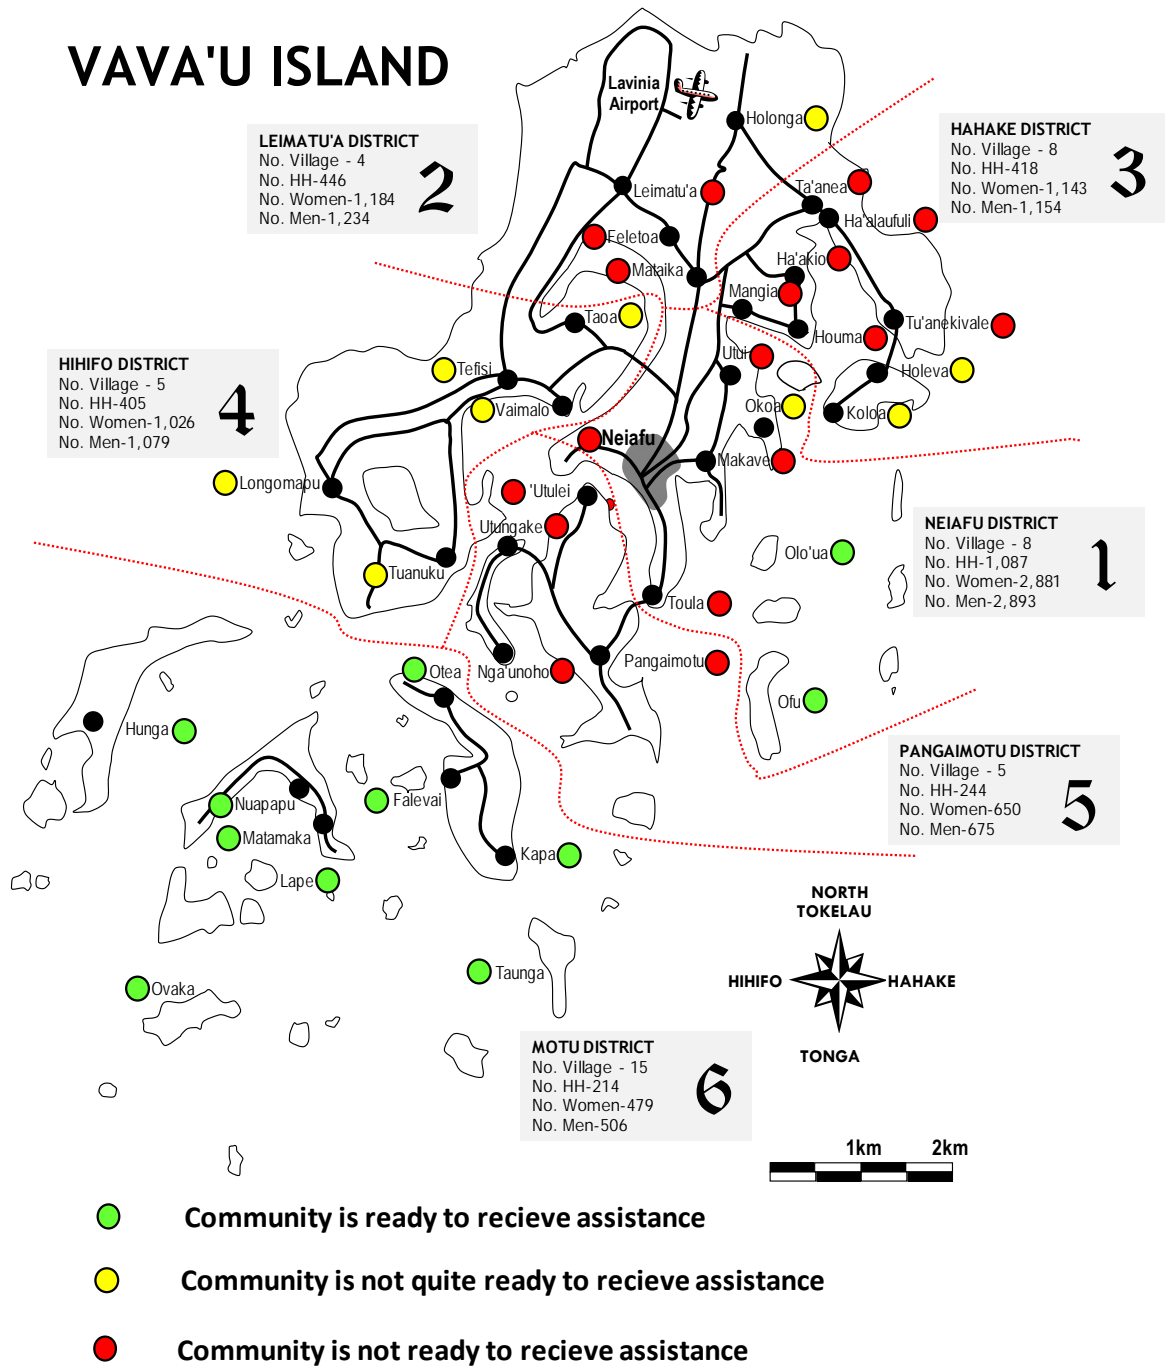 VAVA'U ISLAND
Lavinia
Airport
Holonga
LEIMATU'A DISTRICT
No. Village - 4
No. HH-446
No. Women-1,184
No. Men-1,234
2
HAHAKE DISTRICT
No. Village - 8
No. HH-418
No. Women-1,143
No. Men-1,154
3
Leimatu'a
Ta'anea
Ha'alaufuli
Feletoa
Mataika
Ha'akio
Mangia
Taoa
Houma
Tu'anekivale
HIHIFO DISTRICT
No. Village - 5
No. HH-405
No. Women-1,026
No. Men-1,079
4
Tefisi
Utui
Holeva
Vaimalo
Okoa
Koloa
Neiafu
Makave
Longomapu
'Utulei
Utungake
NEIAFU DISTRICT
No. Village - 8
No. HH-1,087
No. Women-2,881
No. Men-2,893
1
Olo'ua
Tuanuku
Toula
Otea
Nga'unoho
Pangaimotu
Ofu
Hunga
PANGAIMOTU DISTRICT
No. Village - 5
No. HH-244
No. Women-650
No. Men-675
5
Nuapapu
Falevai
Matamaka
Kapa
Lape
NORTH
TOKELAU
HIHIFO
HAHAKE
TONGA
Taunga
Ovaka
MOTU DISTRICT
No. Village - 15
No. HH-214
No. Women-479
No. Men-506
6
1km 2km
Community is ready to recieve assistance
Community is not quite ready to recieve assistance
Community is not ready to recieve assistance